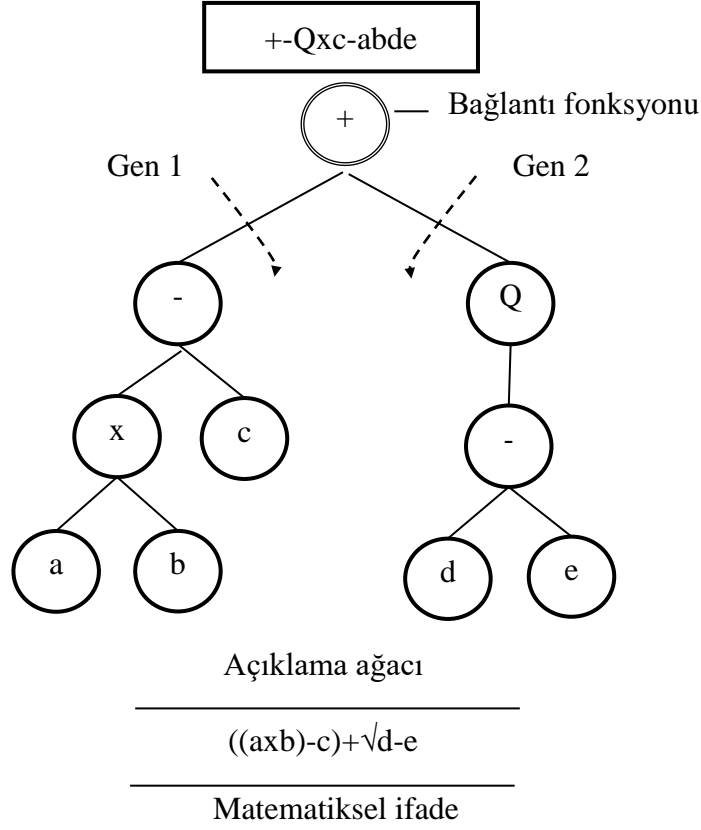 +-Qxc-abde
+
Bağlantı fonksyonu
Gen 1
Gen 2
-
Q
x
c
-
a
b
d
e
Açıklama ağacı
((axb)-c)+√d-e
Matematiksel ifade